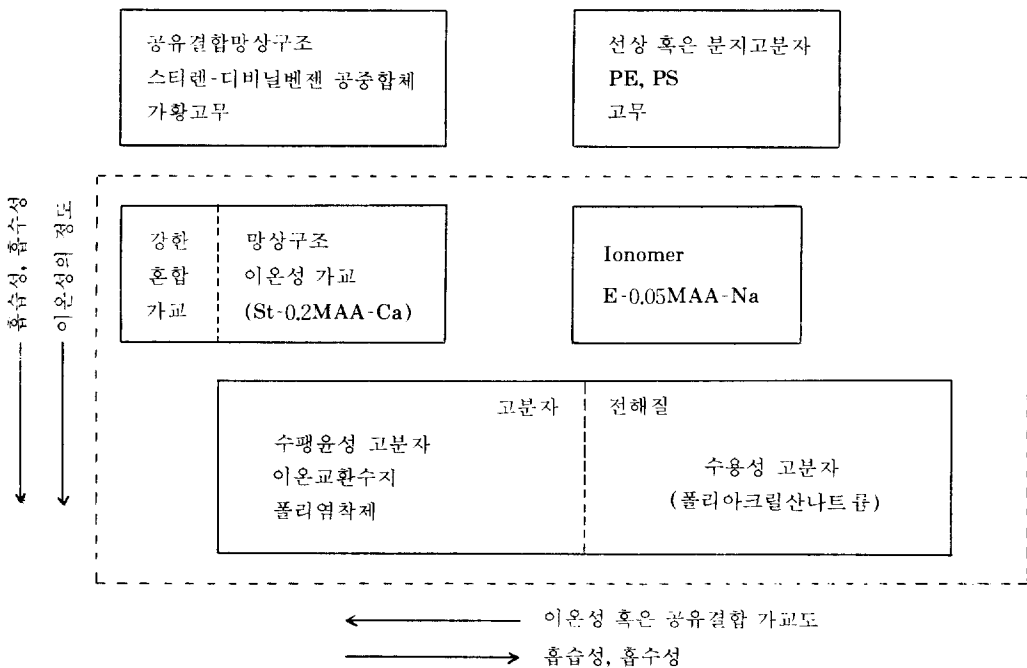 공유결합망상구조
스티렌-디비닐벤젠 공중합체
가황고무
선상 혹은 분지고분자
PE, PS
고무
흡습성, 흡수성
이온성의 정도
강한
혼합
가교
망상구조
이온성 가교
(St-0.2MAA-Ca)
Ionomer
E-0.05MAA-Na
고분자
전해질
수팽윤성 고분자
이온교환수지
폴리염착제
수용성 고분자
(폴리아크릴산나트륨)
이온성 혹은 공유결합 가교도
흡습성, 흡수성